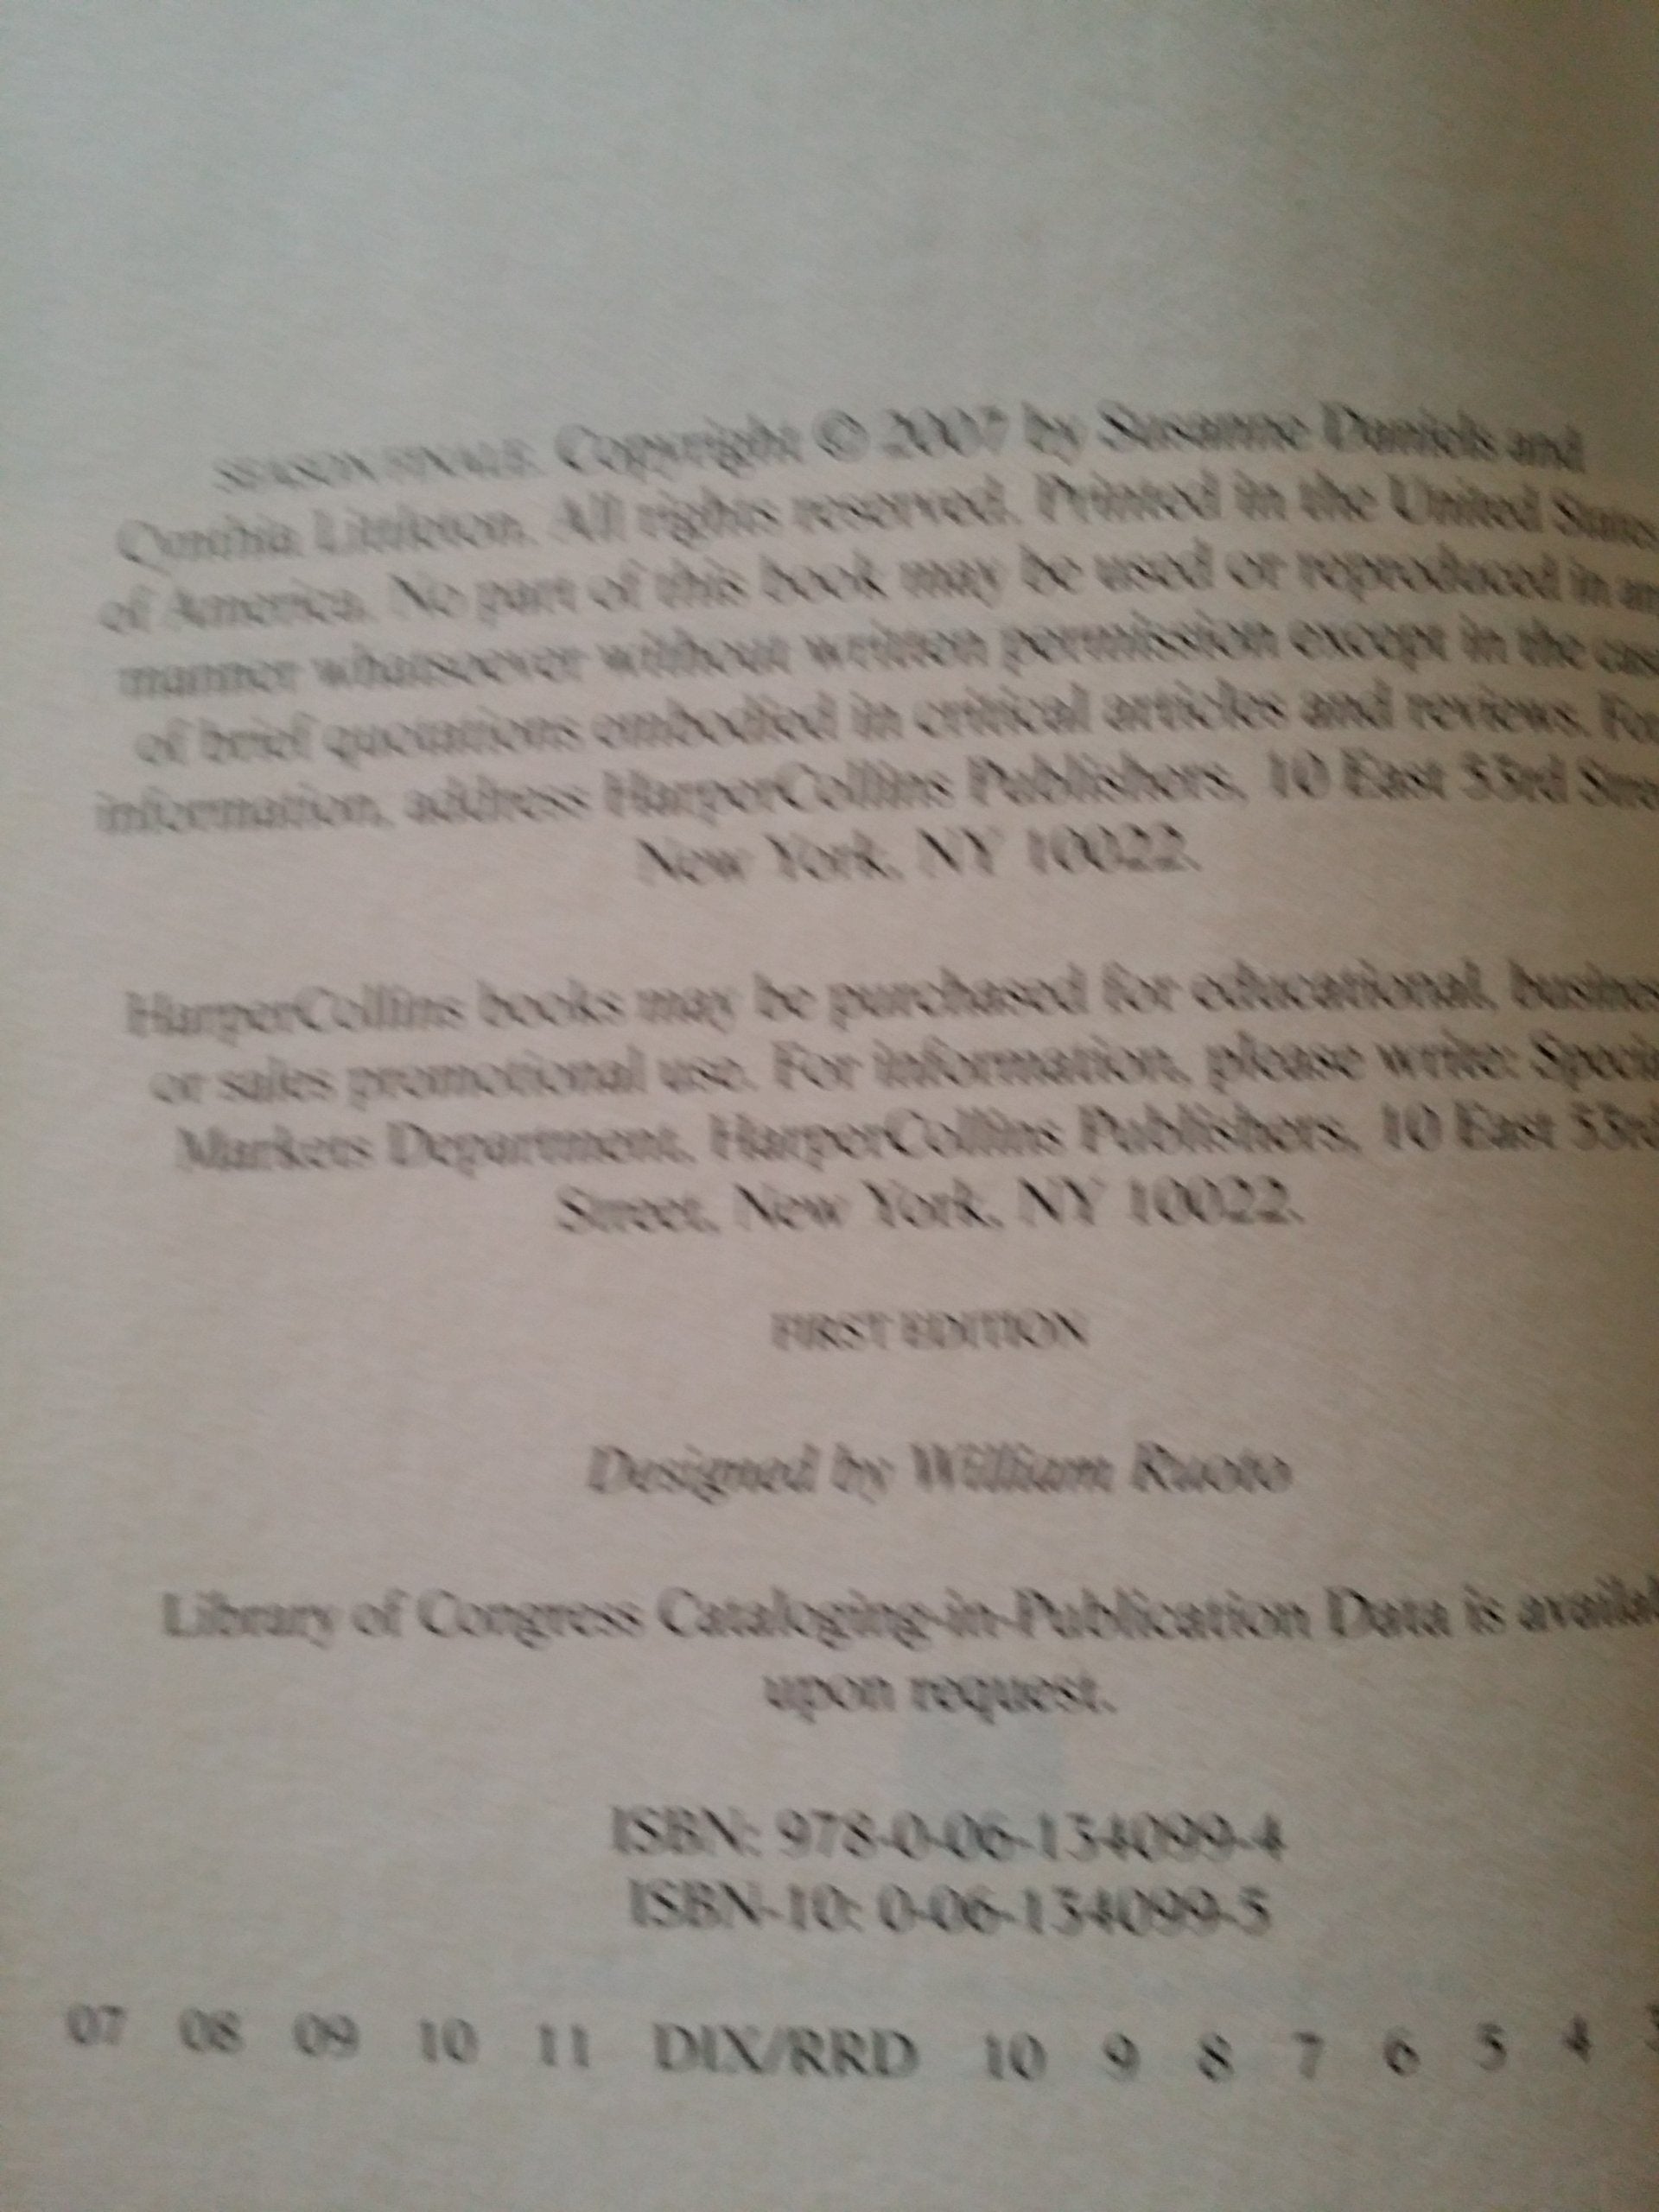 SEASON FINALE. Copyright © 2007 by Susanne Daniels and
Cynthia Littleton. All rights reserved. Printed in the United States
of America. No part of this book may be used or reproduced in
manner whatsoever without written permission except in the
of brief quotations embodied in critical articles and reviews. For
information, address HarperCollins Publishers, 10 East 53rd
New York, NY 10022.
HarperCollins books may be purchased for educational,
or sales promotional use. For information, please write:
Markets Department, HarperCollins Publishers, 10 East 53rd
Street, New York, NY 10022.
FIRST EDITION
Designed by William Ruoto
Library of Congress Cataloging-in-Publication Data is
upon request.
ISBN: 978-0-06-134099-4
ISBN-10: 0-06-134099-5
07 08 09 10 11 DIX/RRD 10 9 8 7 6 5 4